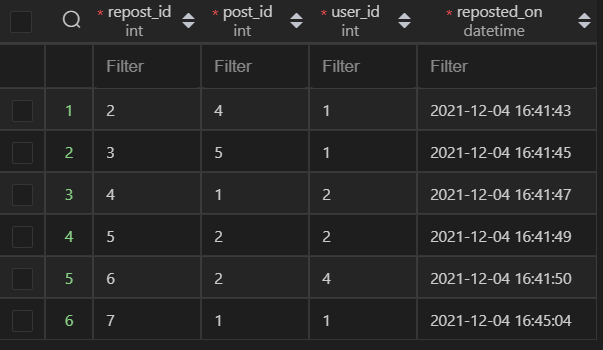 * repost_id * post_id * user_id * reposted_on
int int int datetime
Filter Filter Filter Filter
1 2 4 1 2021-12-04 16:41:43
2 3 5 1 2021-12-04 16:41:45
3 4 1 2 2021-12-04 16:41:47
4 5 2 2 2021-12-04 16:41:49
5 6 2 4 2021-12-04 16:41:50
6 7 1 1 2021-12-04 16:45:04